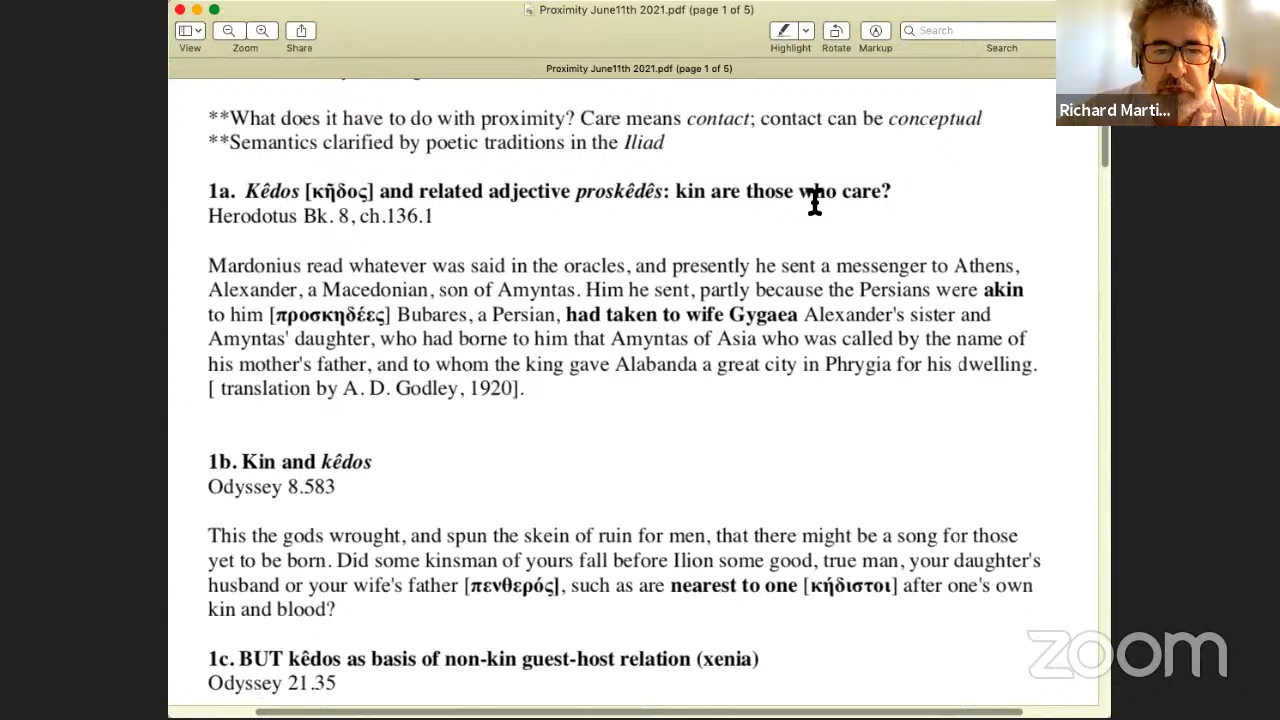 Proximity June11th 2021.pdf (page 1 of 5)
View
Zoom
Share
Highlight
Rotate
Markup
Search
Search
Proximity June11th 2021.pdf (page 1 of 5)
Richard Marti...
**What does it have to do with proximity? Care means contact; contact can be conceptual
**Semantics clarified by poetic traditions in the Iliad
1a. Kêdos [κῆδος] and related adjective proskêdês: kin are those who care?
Herodotus Bk. 8, ch.136.1
Mardonius read whatever was said in the oracles, and presently he sent a messenger to Athens,
Alexander, a Macedonian, son of Amyntas. Him he sent, partly because the Persians were akin
to him [προσκηδέες] Bubares, a Persian, had taken to wife Gygaea Alexander's sister and
Amyntas' daughter, who had borne to him that Amyntas of Asia who was called by the name of
his mother's father, and to whom the king gave Alabanda a great city in Phrygia for his dwelling.
[ translation by A. D. Godley, 1920].
1b. Kin and kêdos
Odyssey 8.583
This the gods wrought, and spun the skein of ruin for men, that there might be a song for those
yet to be born. Did some kinsman of yours fall before Ilion some good, true man, your daughter's
husband or your wife's father [πενθερός], such as are nearest to one [κήδιστοι] after one's own
kin and blood?
1c. BUT kêdos as basis of non-kin guest-host relation (xenia)
Odyssey 21.35
zoom